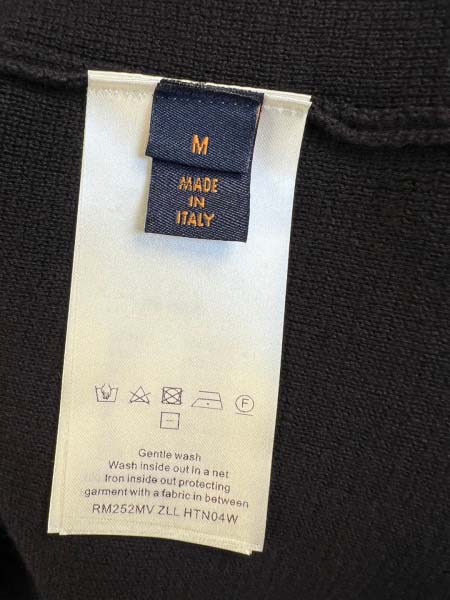 M
MADE
IN
ITALY
F
Gentle wash
Wash inside out in a net
Iron inside out protecting
garment with a fabric in between
RM252MV ZLL HTN04W